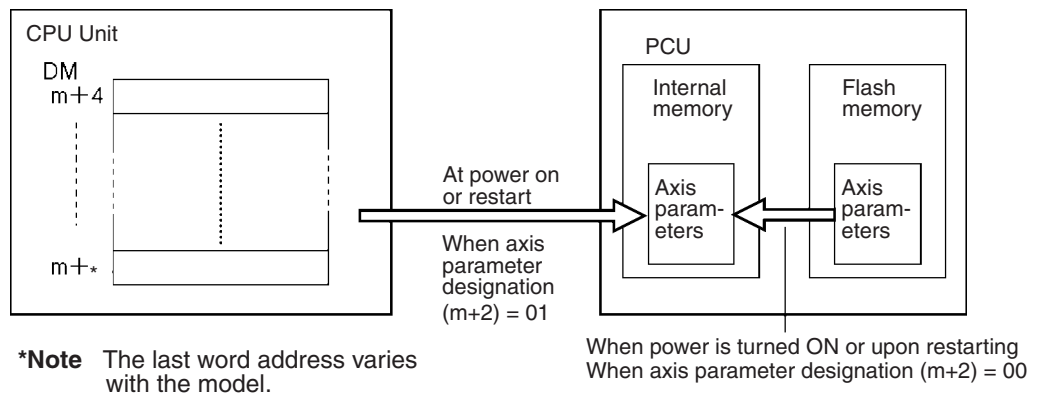 CPU Unit
DM
m+4
m+*
At power on
or restart
When axis
parameter
designation
(m+2) = 01
PCU
Internal
memory
Axis
param-
eters
Flash
memory
Axis
param-
eters
*Note The last word address varies
with the model.
When power is turned ON or upon restarting
When axis parameter designation (m+2) = 00